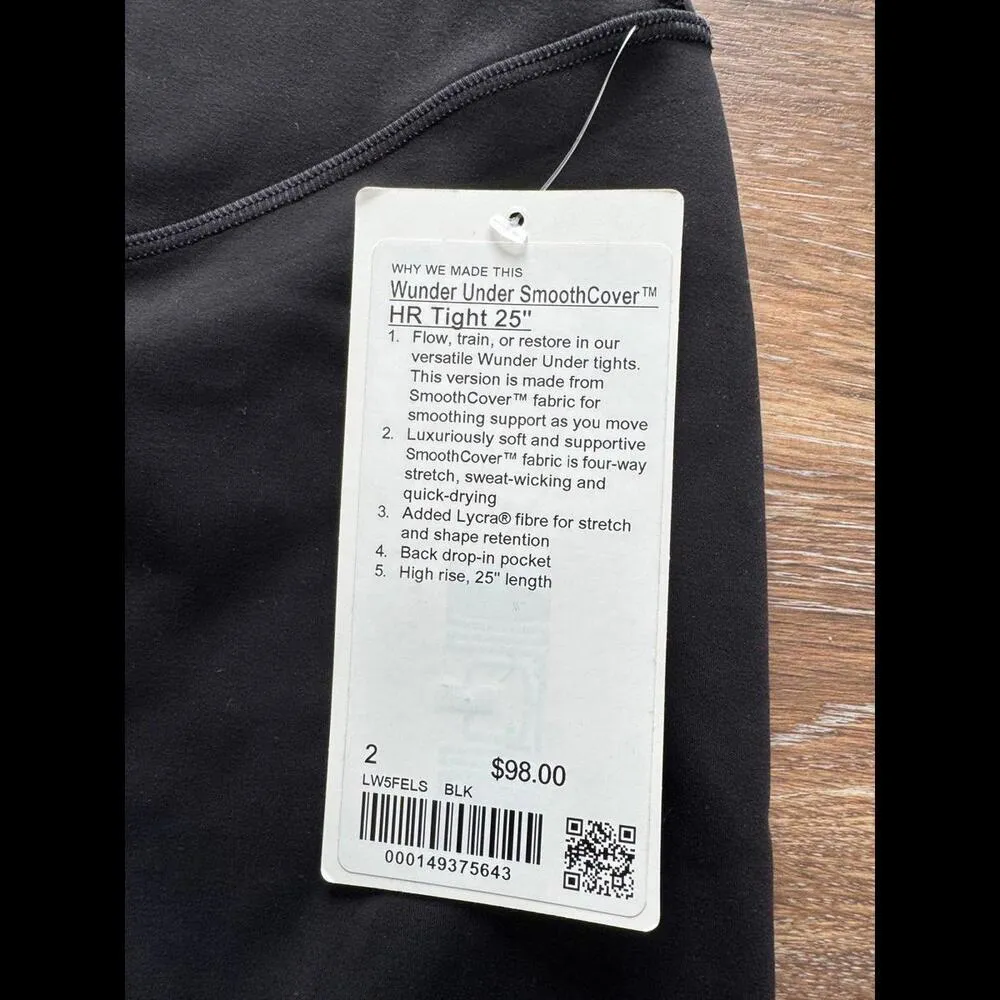 WHY WE MADE THIS
Wunder Under SmoothCover™
HR Tight 25"
1. Flow, train, or restore in our
versatile Wunder Under tights.
This version is made from
SmoothCover™ fabric for
smoothing support as you move
2. Luxuriously soft and supportive
SmoothCover™ fabric is four-way
stretch, sweat-wicking and
quick-drying
3. Added Lycra® fibre for stretch
and shape retention
4. Back drop-in pocket
5. High rise, 25" length
2 $98.00
LW5FELS BLK
000149375643